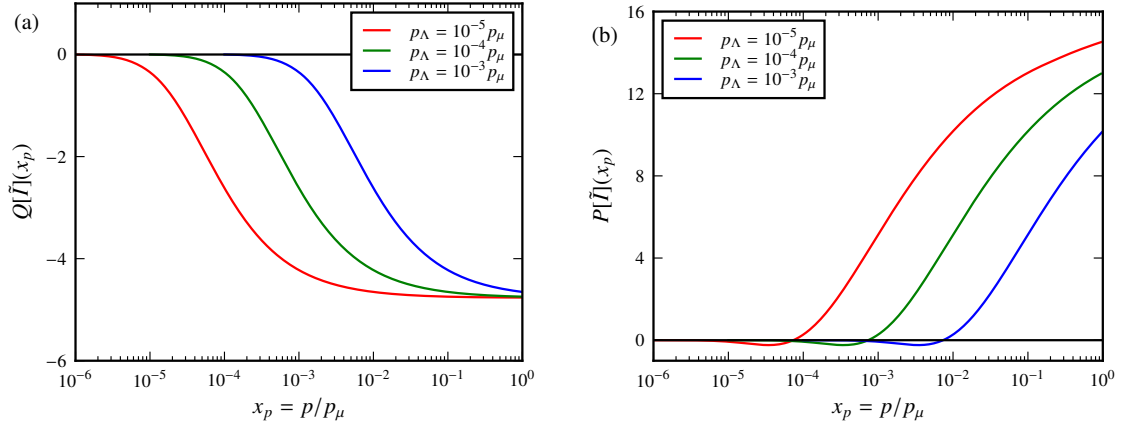 (a)
p_Λ = 10^{-5} p_μ
p_Λ = 10^{-4} p_μ
p_Λ = 10^{-3} p_μ
Q[Ĩ](x_p)
0
−2
−4
−6
10^{-6} 10^{-5} 10^{-4} 10^{-3} 10^{-2} 10^{-1} 10^{0}
x_p = p/p_μ
(b)
p_Λ = 10^{-5} p_μ
p_Λ = 10^{-4} p_μ
p_Λ = 10^{-3} p_μ
P[Ĩ](x_p)
16
12
8
4
0
10^{-6} 10^{-5} 10^{-4} 10^{-3} 10^{-2} 10^{-1} 10^{0}
x_p = p/p_μ